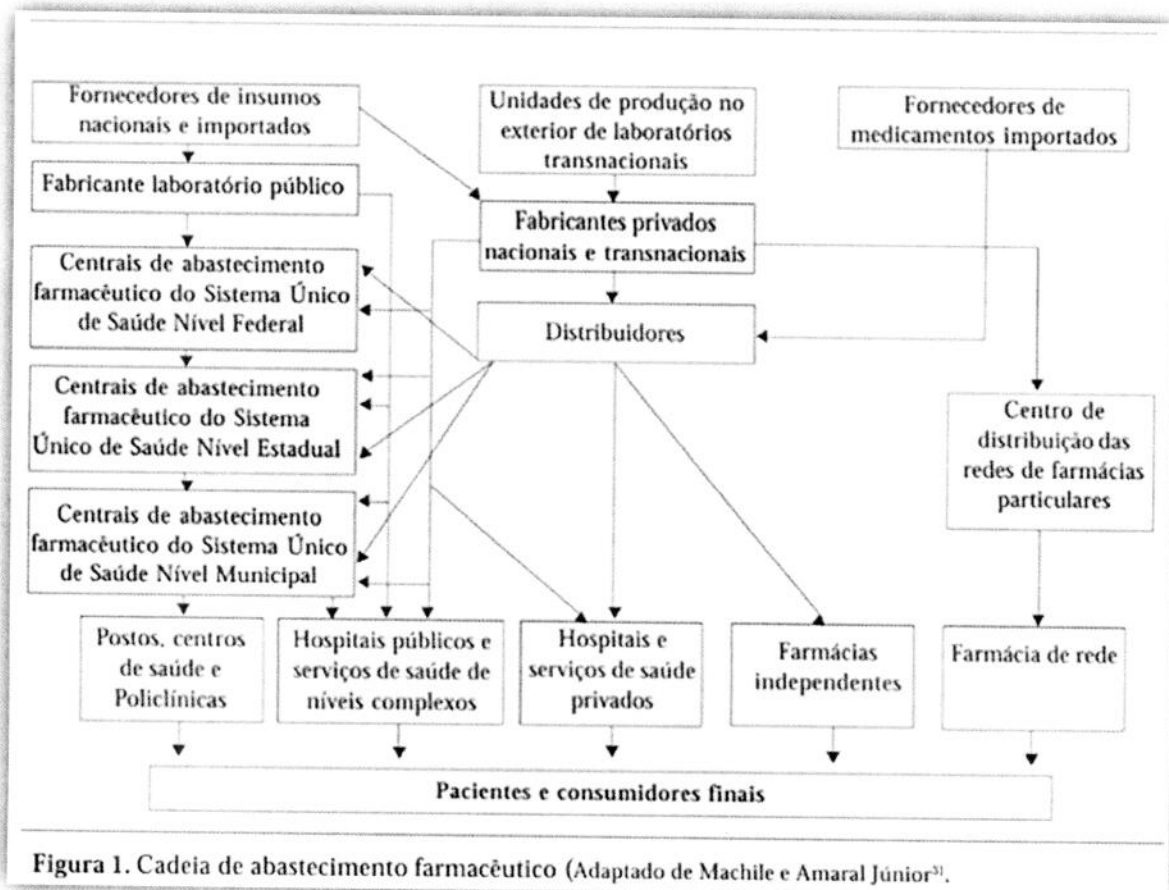 Fornecedores de insumos
nacionais e importados
Unidades de produção no
exterior de laboratórios
transnacionais
Fornecedores de
medicamentos importados
Fabricante laboratório público
Fabricantes privados
nacionais e transnacionais
Centrais de abastecimento
farmacêutico do Sistema Único
de Saúde Nível Federal
Distribuidores
Centrais de abastecimento
farmacêutico do Sistema
Único de Saúde Nível Estadual
Centro de
distribuição das
redes de farmácias
particulares
Centrais de abastecimento
farmacêutico do Sistema Único
de Saúde Nível Municipal
Postos, centros
de saúde e
Policlínicas
Hospitais públicos e
serviços de saúde de
níveis complexos
Hospitais e
serviços de saúde
privados
Farmácias
independentes
Farmácia de rede
Pacientes e consumidores finais
Figura 1. Cadeia de abastecimento farmacêutico (Adaptado de Machile e Amaral Júnior³¹.